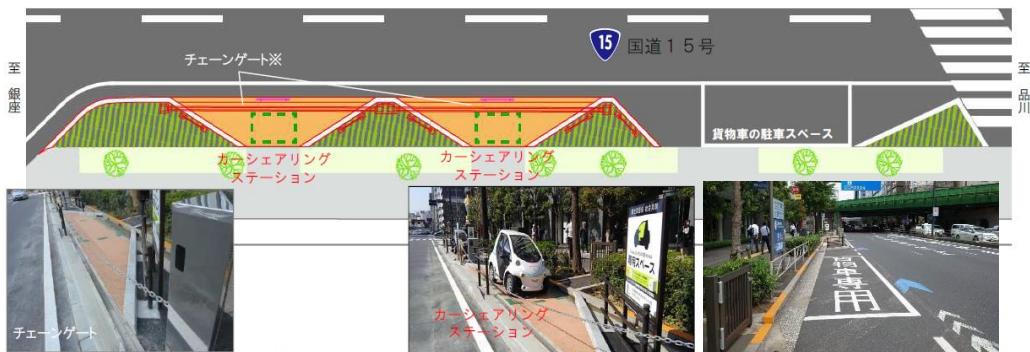 15 国道15号
チェーンゲート※
至 銀座
至 品川
貨物車の駐車スペース
カーシェアリング
ステーション
カーシェアリング
ステーション
チェーンゲート
専用スペース
カーシェアリング
ステーション